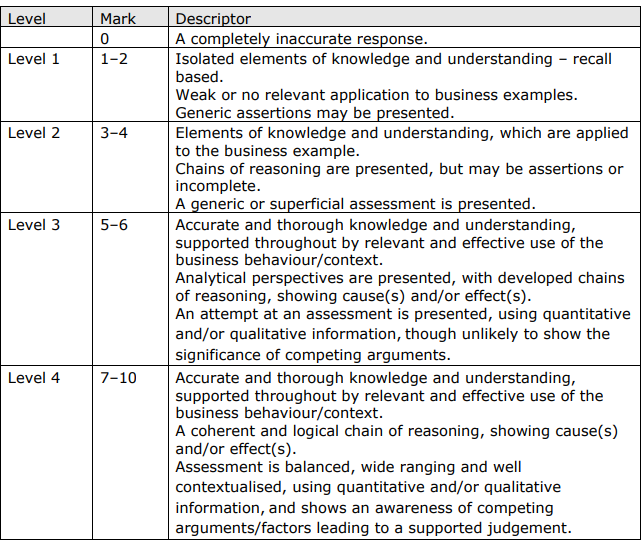 Level Mark Descriptor
0 A completely inaccurate response.
Level 1 1–2 Isolated elements of knowledge and understanding – recall
based.
Weak or no relevant application to business examples.
Generic assertions may be presented.
Level 2 3–4 Elements of knowledge and understanding, which are applied
to the business example.
Chains of reasoning are presented, but may be assertions or
incomplete.
A generic or superficial assessment is presented.
Level 3 5–6 Accurate and thorough knowledge and understanding,
supported throughout by relevant and effective use of the
business behaviour/context.
Analytical perspectives are presented, with developed chains
of reasoning, showing cause(s) and/or effect(s).
An attempt at an assessment is presented, using quantitative
and/or qualitative information, though unlikely to show the
significance of competing arguments.
Level 4 7–10 Accurate and thorough knowledge and understanding,
supported throughout by relevant and effective use of the
business behaviour/context.
A coherent and logical chain of reasoning, showing cause(s)
and/or effect(s).
Assessment is balanced, wide ranging and well
contextualised, using quantitative and/or qualitative
information, and shows an awareness of competing
arguments/factors leading to a supported judgement.